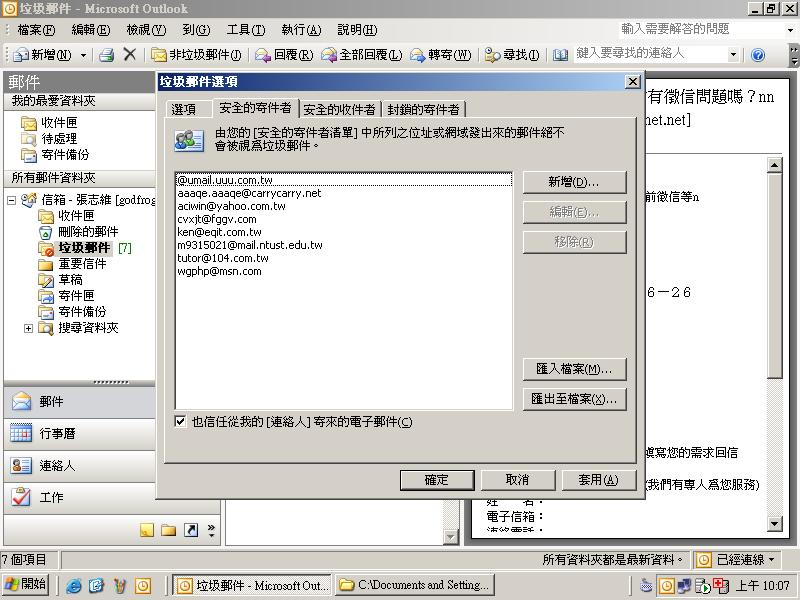 垃圾郵件 - Microsoft Outlook
檔案(F) 編輯(E) 檢視(V) 到(G) 工具(T) 執行(A) 說明(H) 輸入需要解答的問題
新增(N) 非垃圾郵件(J) 回覆(R) 全部回覆(L) 轉寄(W) 尋找(I) 鍵入要尋找的連絡人
郵件
我的最愛資料夾
收件匣
待處理
寄件備份
所有郵件資料夾
信箱 - 張志維 [godfrog
收件匣
刪除的郵件
垃圾郵件 [7]
重要信件
草稿
寄件匣
寄件備份
搜尋資料夾
郵件
行事曆
連絡人
工作
垃圾郵件選項
選項 安全的寄件者 安全的收件者 封鎖的寄件者
由您的 [安全的寄件者清單] 中所列之位址或網域發出來的郵件絕不
會被視為垃圾郵件。
@umail.uuu.com.tw
aaaqe.aaaqe@carrycarry.net
aciwin@yahoo.com.tw
cvxjt@fggv.com
ken@eqit.com.tw
m9315021@mail.ntust.edu.tw
tutor@104.com.tw
wgphp@msn.com
新增(D)...
編輯(E)...
移除(R)
匯入檔案(M)...
匯出至檔案(X)...
也信任從我的 [連絡人] 寄來的電子郵件(C)
確定 取消 套用(A)
有徵信問題嗎？nn
net.net]
前徵信等n
6－26
填寫您的需求回信
(我們有專人為您服務)
姓 名：
電子信箱：
連絡電話：
7 個項目 所有資料夾都是最新資料。 已經連線
開始 垃圾郵件 - Microsoft Out... C:\Documents and Setting... 上午 10:07